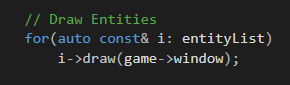 // Draw Entities
for(auto const& i: entityList)
    i->draw(game->window);